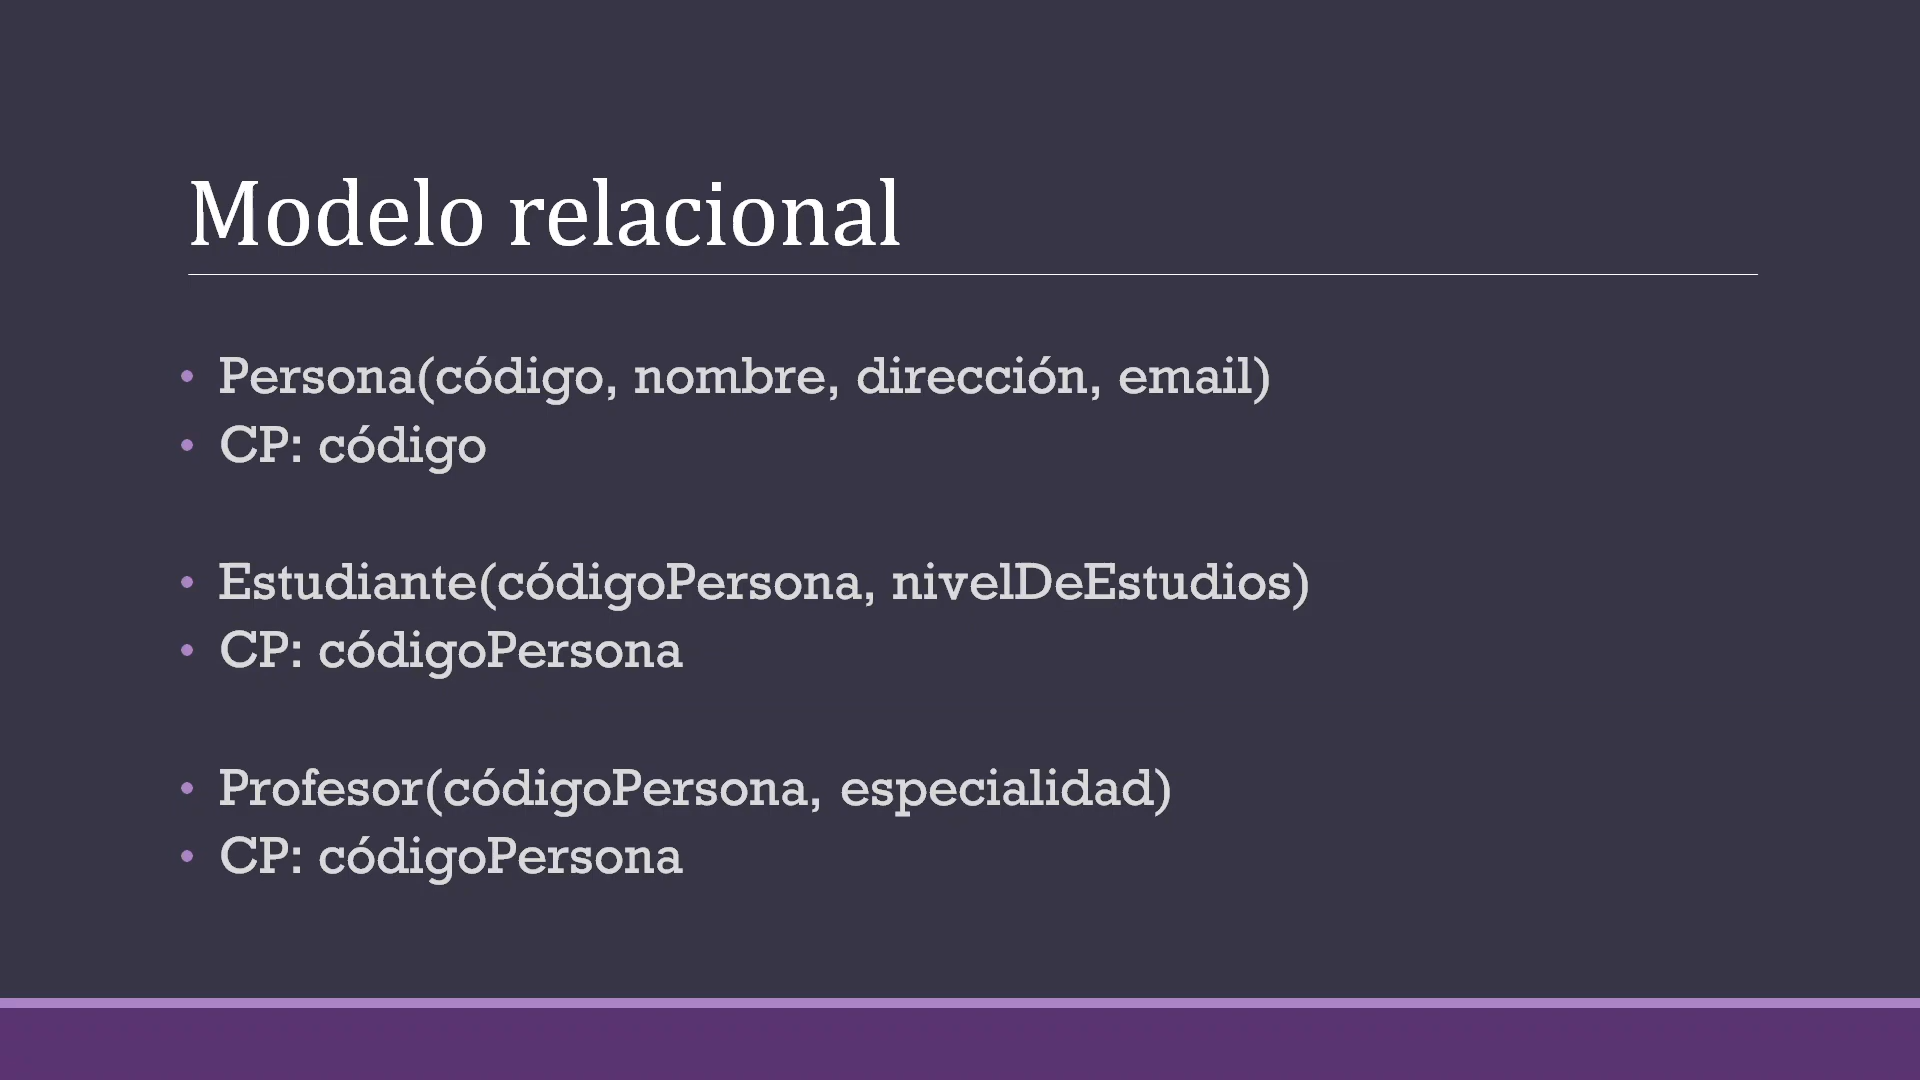 Modelo relacional
• Persona(código, nombre, dirección, email)
• CP: código
• Estudiante(códigoPersona, nivelDeEstudios)
• CP: códigoPersona
• Profesor(códigoPersona, especialidad)
• CP: códigoPersona